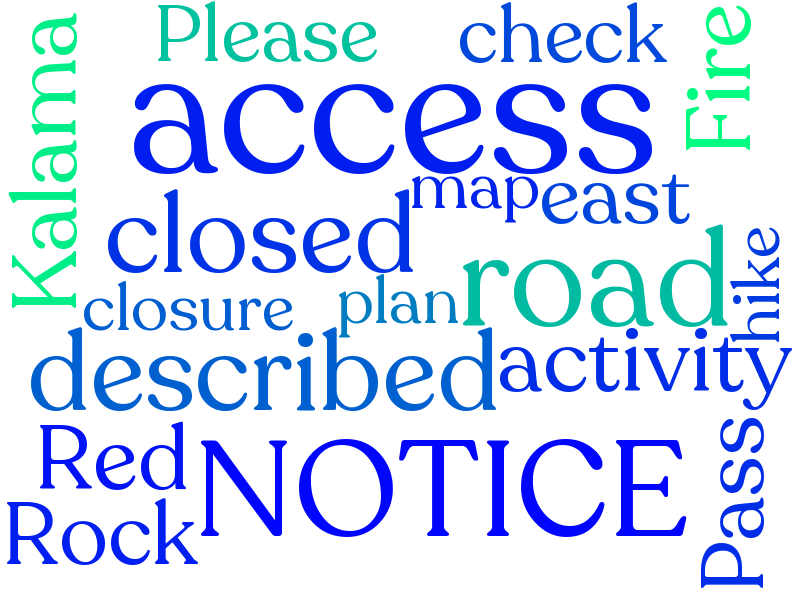 Please
check
Kalama
Fire
access
map
east
closed
road
hike
closure
plan
described
activity
Red
NOTICE
Pass
Rock